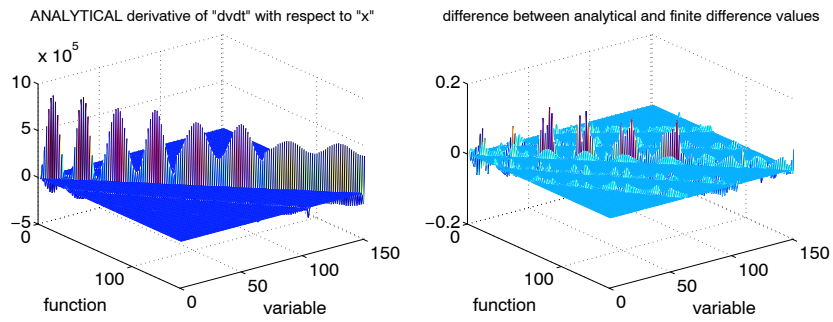 ANALYTICAL derivative of "dvdt" with respect to "x"
x 10^5
10
5
0
−5
0
100
function
0
50
100
150
variable
difference between analytical and finite difference values
0.2
0
−0.2
0
100
function
0
50
100
150
variable